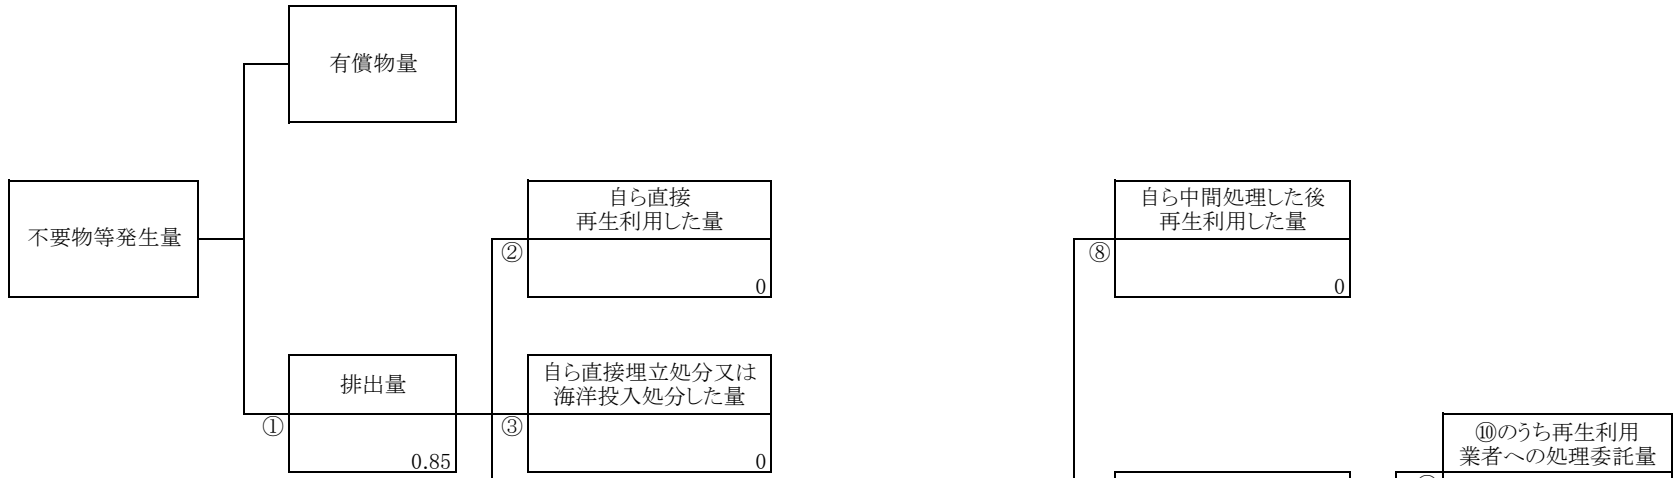 有償物量
不要物等発生量
自ら直接
再生利用した量
②
0
自ら中間処理した後
再生利用した量
⑧
0
排出量
①
0.85
自ら直接埋立処分又は
海洋投入処分した量
③
0
⑩のうち再生利用
業者への処理委託量